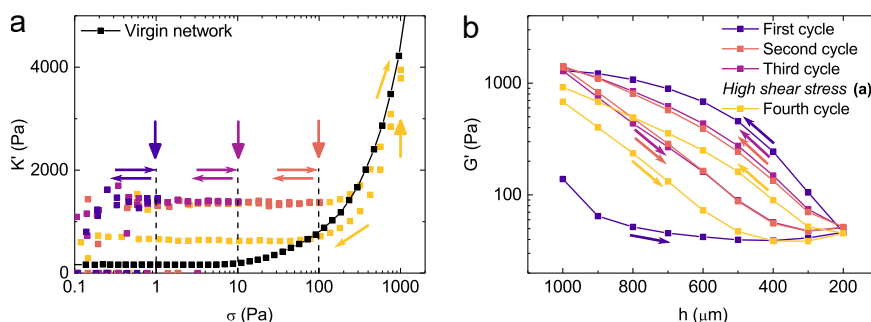 a
Virgin network
4000
2000
0
K' (Pa)
0.1 1 10 100 1000
σ (Pa)
b
First cycle
Second cycle
Third cycle
High shear stress (a)
Fourth cycle
1000
100
G' (Pa)
1000 800 600 400 200
h (μm)